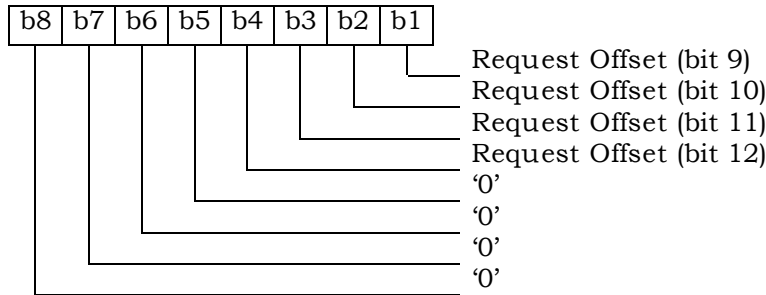 b8 b7 b6 b5 b4 b3 b2 b1
Request Offset (bit 9)
Request Offset (bit 10)
Request Offset (bit 11)
Request Offset (bit 12)
‘0’
‘0’
‘0’
‘0’